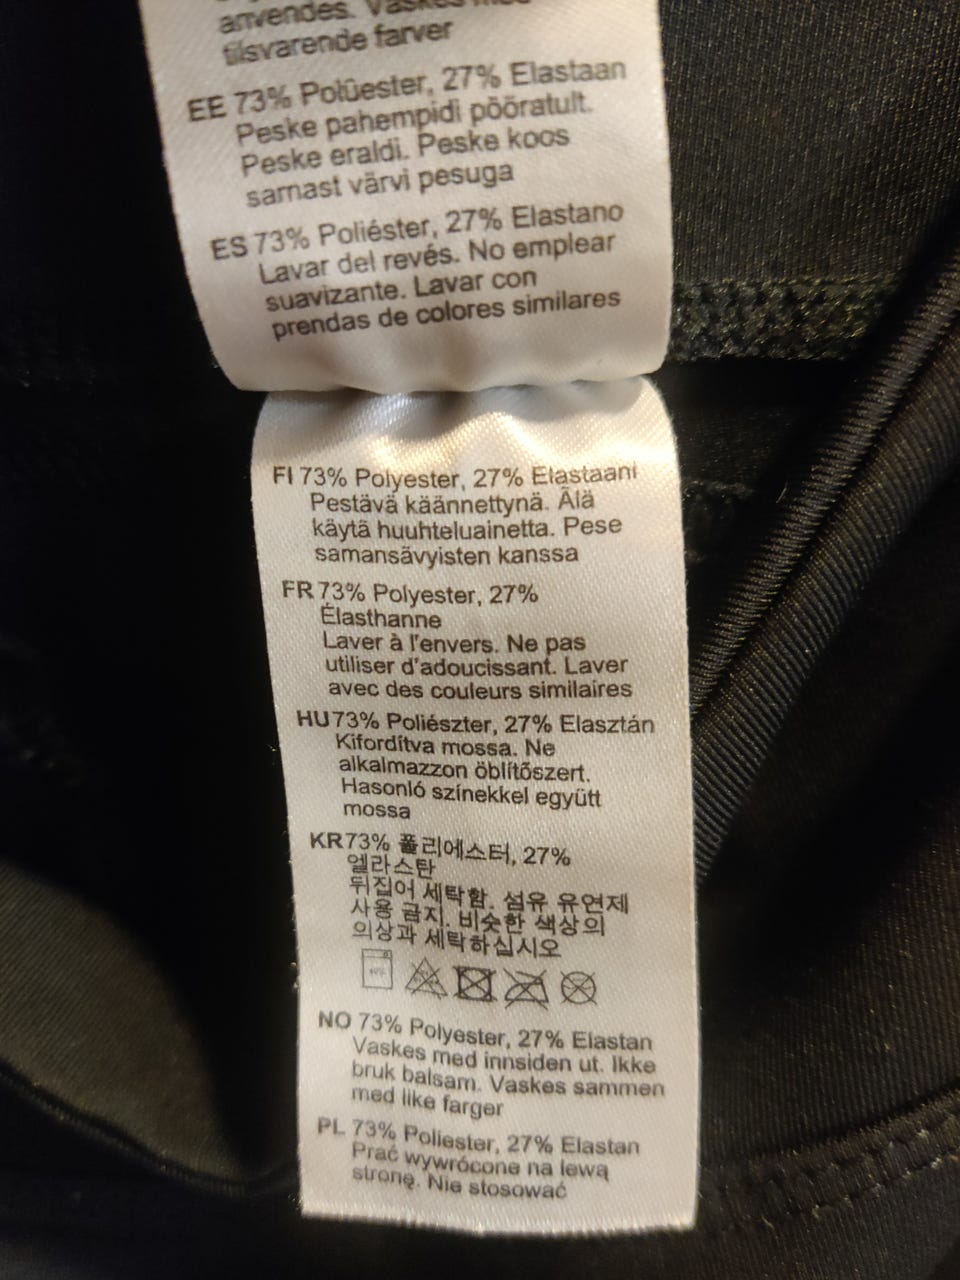 anvendes. Vaskes med
tilsvarende farver
EE 73% Polüester, 27% Elastaan
Peske pahempidi pööratult.
Peske eraldi. Peske koos
sarnast värvi pesuga
ES 73% Poliéster, 27% Elastano
Lavar del revés. No emplear
suavizante. Lavar con
prendas de colores similares
FI 73% Polyester, 27% Elastaani
Pestävä käännettynä. Älä
käytä huuhteluainetta. Pese
samansävyisten kanssa
FR 73% Polyester, 27%
Élasthanne
Laver à l'envers. Ne pas
utiliser d'adoucissant. Laver
avec des couleurs similaires
HU 73% Poliészter, 27% Elasztán
Kifordítva mossa. Ne
alkalmazzon öblítõszert.
Hasonló színekkel együtt
mossa
KR 73% 폴리에스터, 27%
엘라스탄
뒤집어 세탁함. 섬유 유연제
사용 금지. 비슷한 색상의
의상과 세탁하십시오
NO 73% Polyester, 27% Elastan
Vaskes med innsiden ut. Ikke
bruk balsam. Vaskes sammen
med like farger
PL 73% Poliester, 27% Elastan
Prać wywrócone na lewą
stronę. Nie stosować